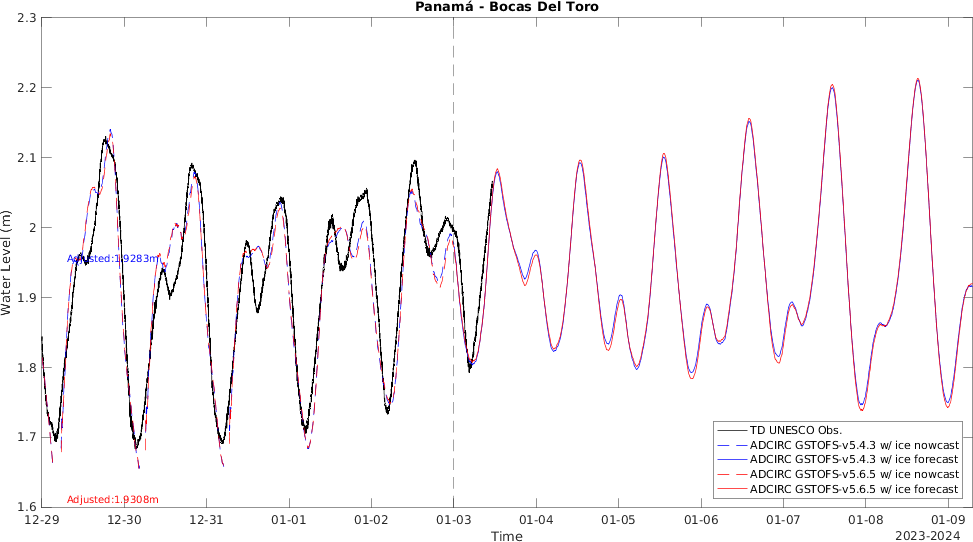 Panamá - Bocas Del Toro
2.3
2.2
2.1
2
1.9
1.8
1.7
1.6
Water Level (m)
Adjusted:1.9283m
Adjusted:1.9308m
TD UNESCO Obs.
ADCIRC GSTOFS-v5.4.3 w/ ice nowcast
ADCIRC GSTOFS-v5.4.3 w/ ice forecast
ADCIRC GSTOFS-v5.6.5 w/ ice nowcast
ADCIRC GSTOFS-v5.6.5 w/ ice forecast
12-29 12-30 12-31 01-01 01-02 01-03 01-04 01-05 01-06 01-07 01-08 01-09
Time
2023-2024